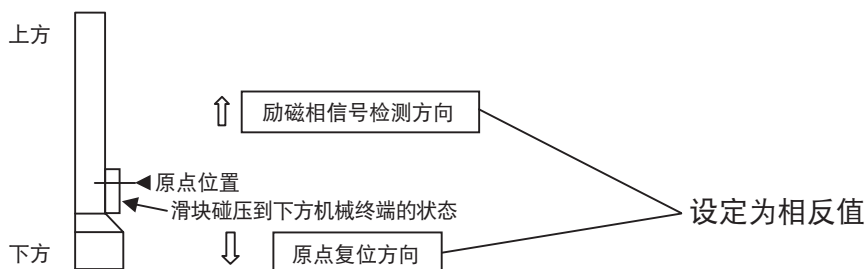 上方
励磁相信号检测方向
原点位置
滑块碰压到下方机械终端的状态
设定为相反值
下方
原点复位方向